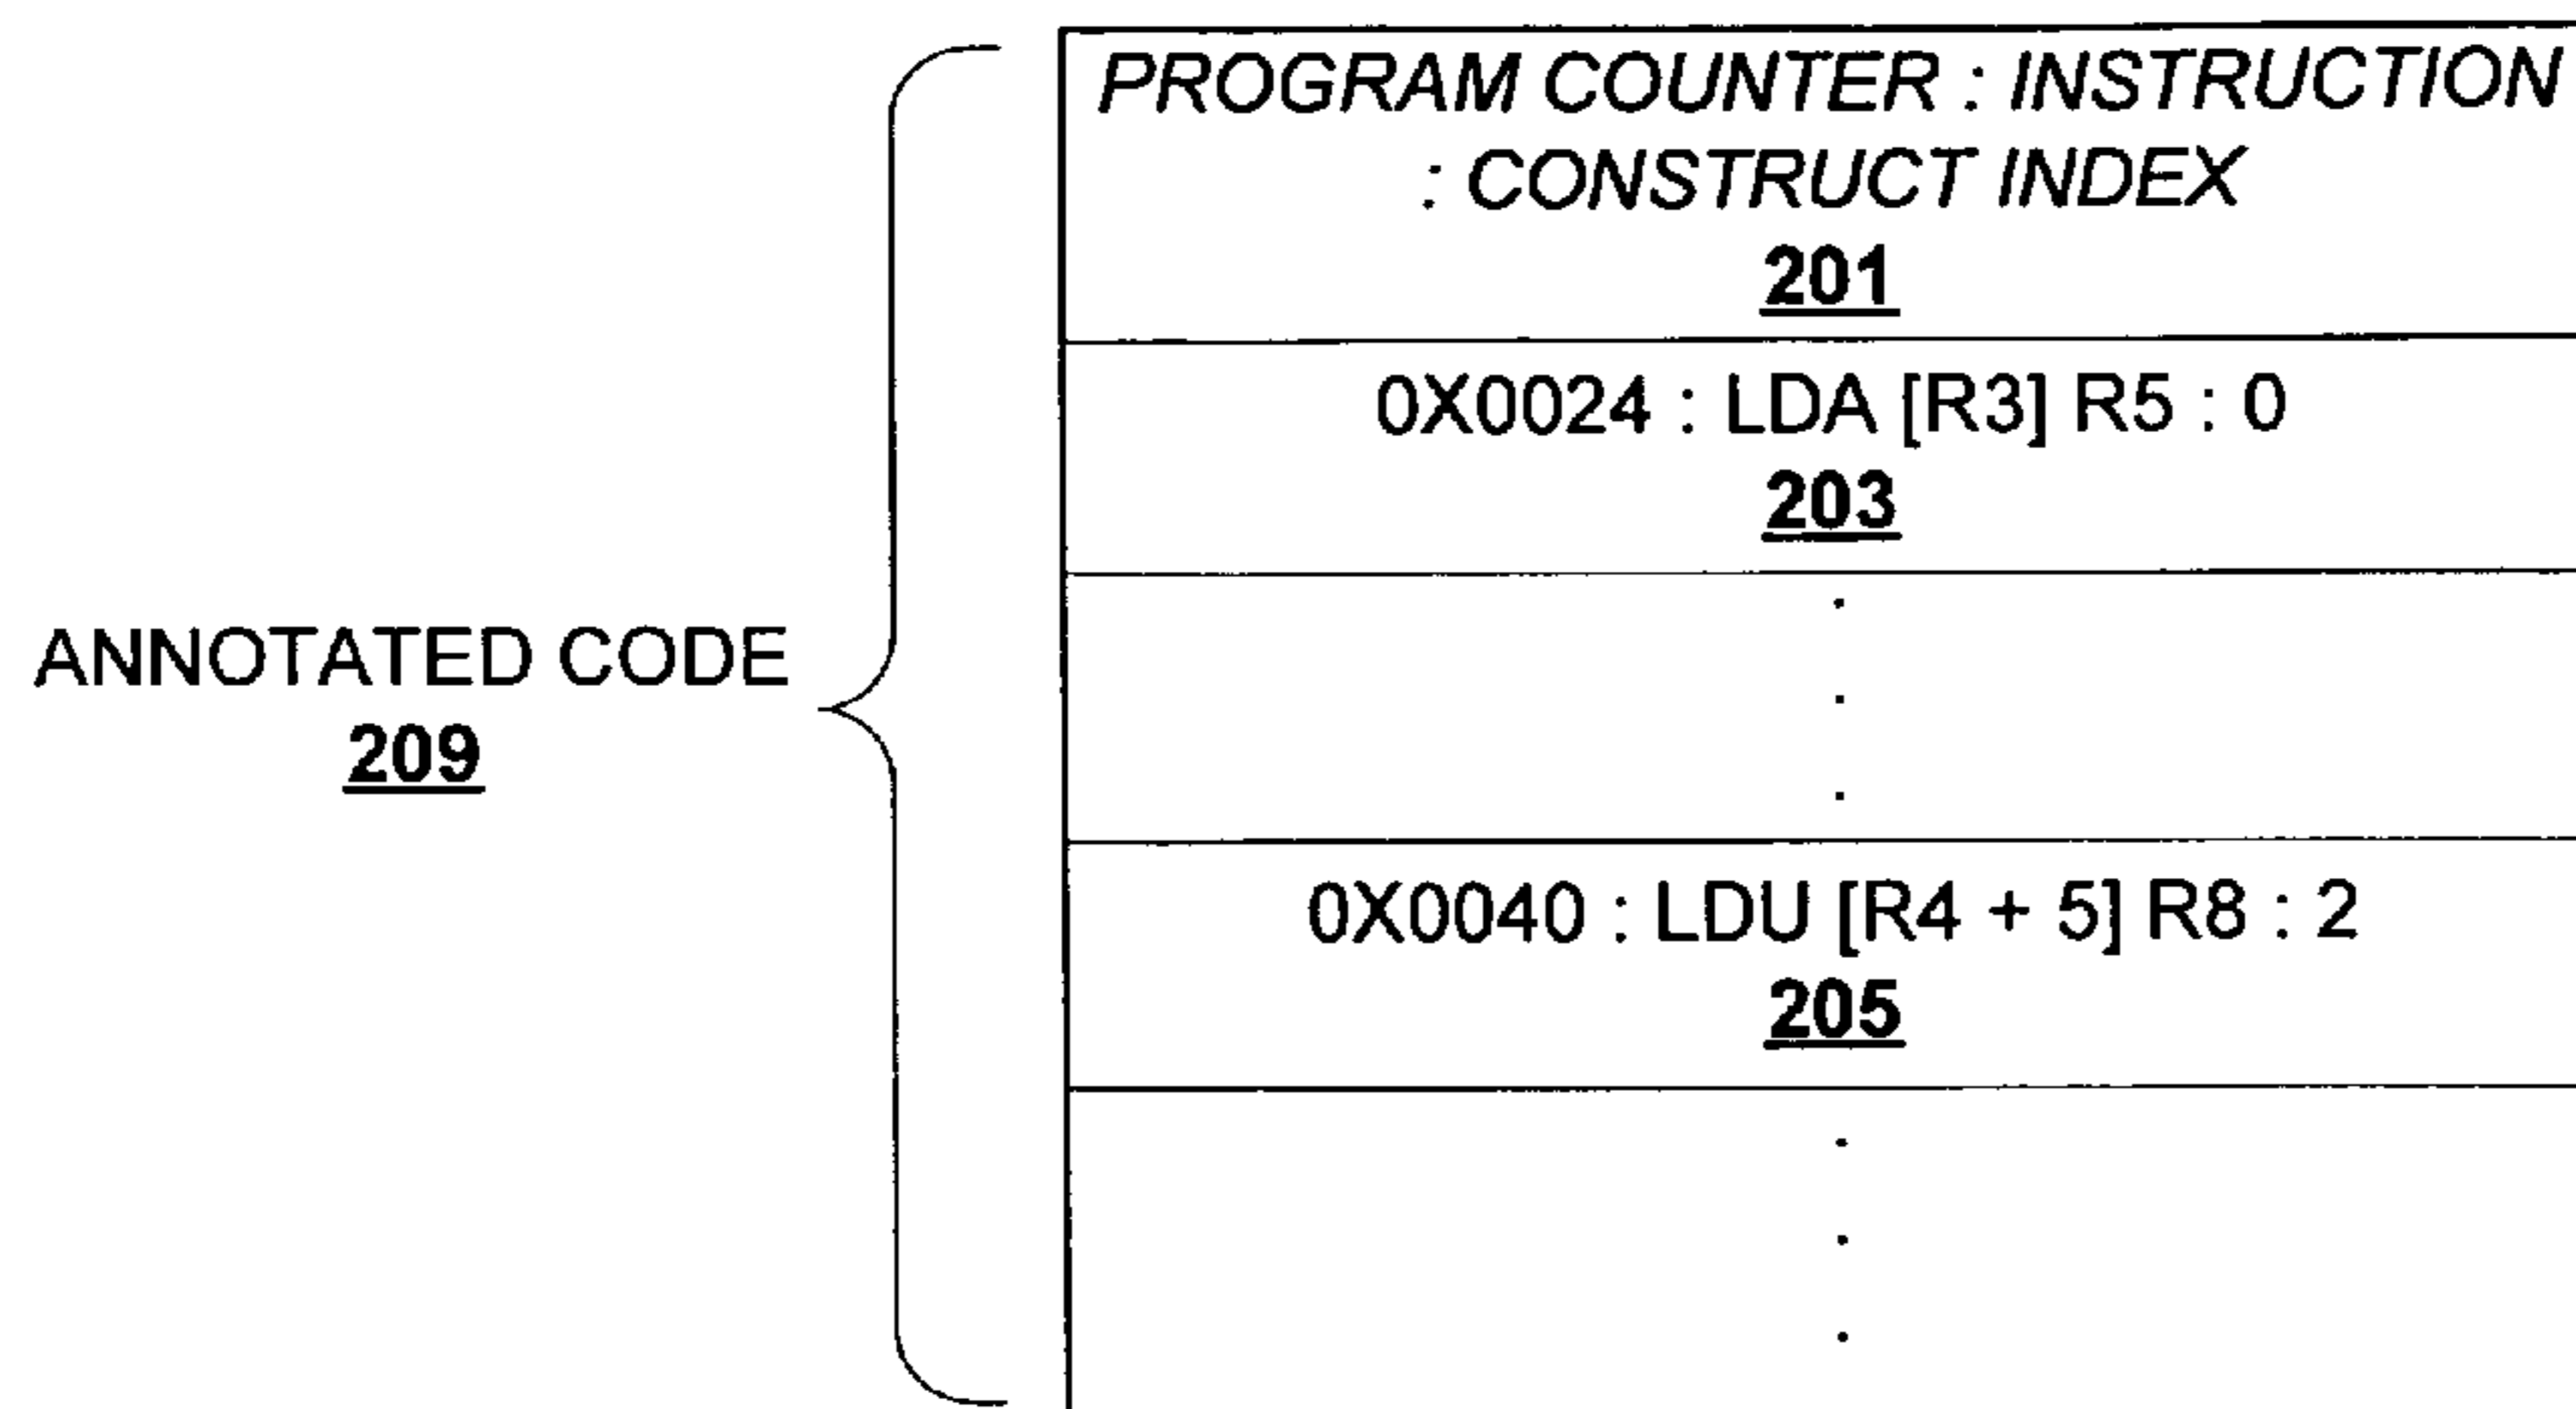 PROGRAM COUNTER : INSTRUCTION
: CONSTRUCT INDEX
201
0X0024 : LDA [R3] R5 : 0
203
.
.
.
ANNOTATED CODE
209
0X0040 : LDU [R4 + 5] R8 : 2
205
.
.
.